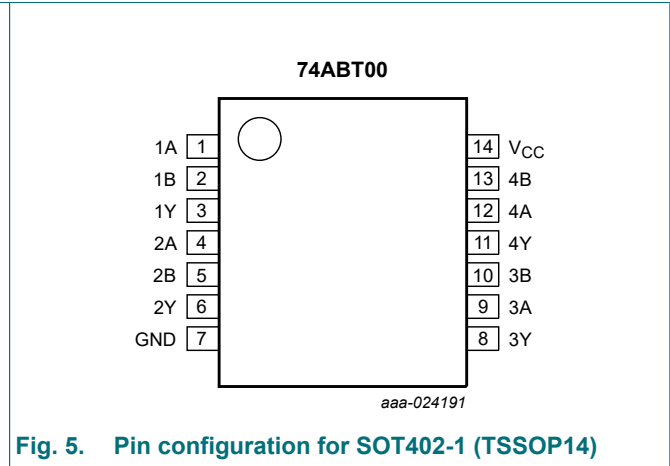 74ABT00
1A 1
1B 2
1Y 3
2A 4
2B 5
2Y 6
GND 7
14 VCC
13 4B
12 4A
11 4Y
10 3B
9 3A
8 3Y
aaa-024191
Fig. 5. Pin configuration for SOT402-1 (TSSOP14)